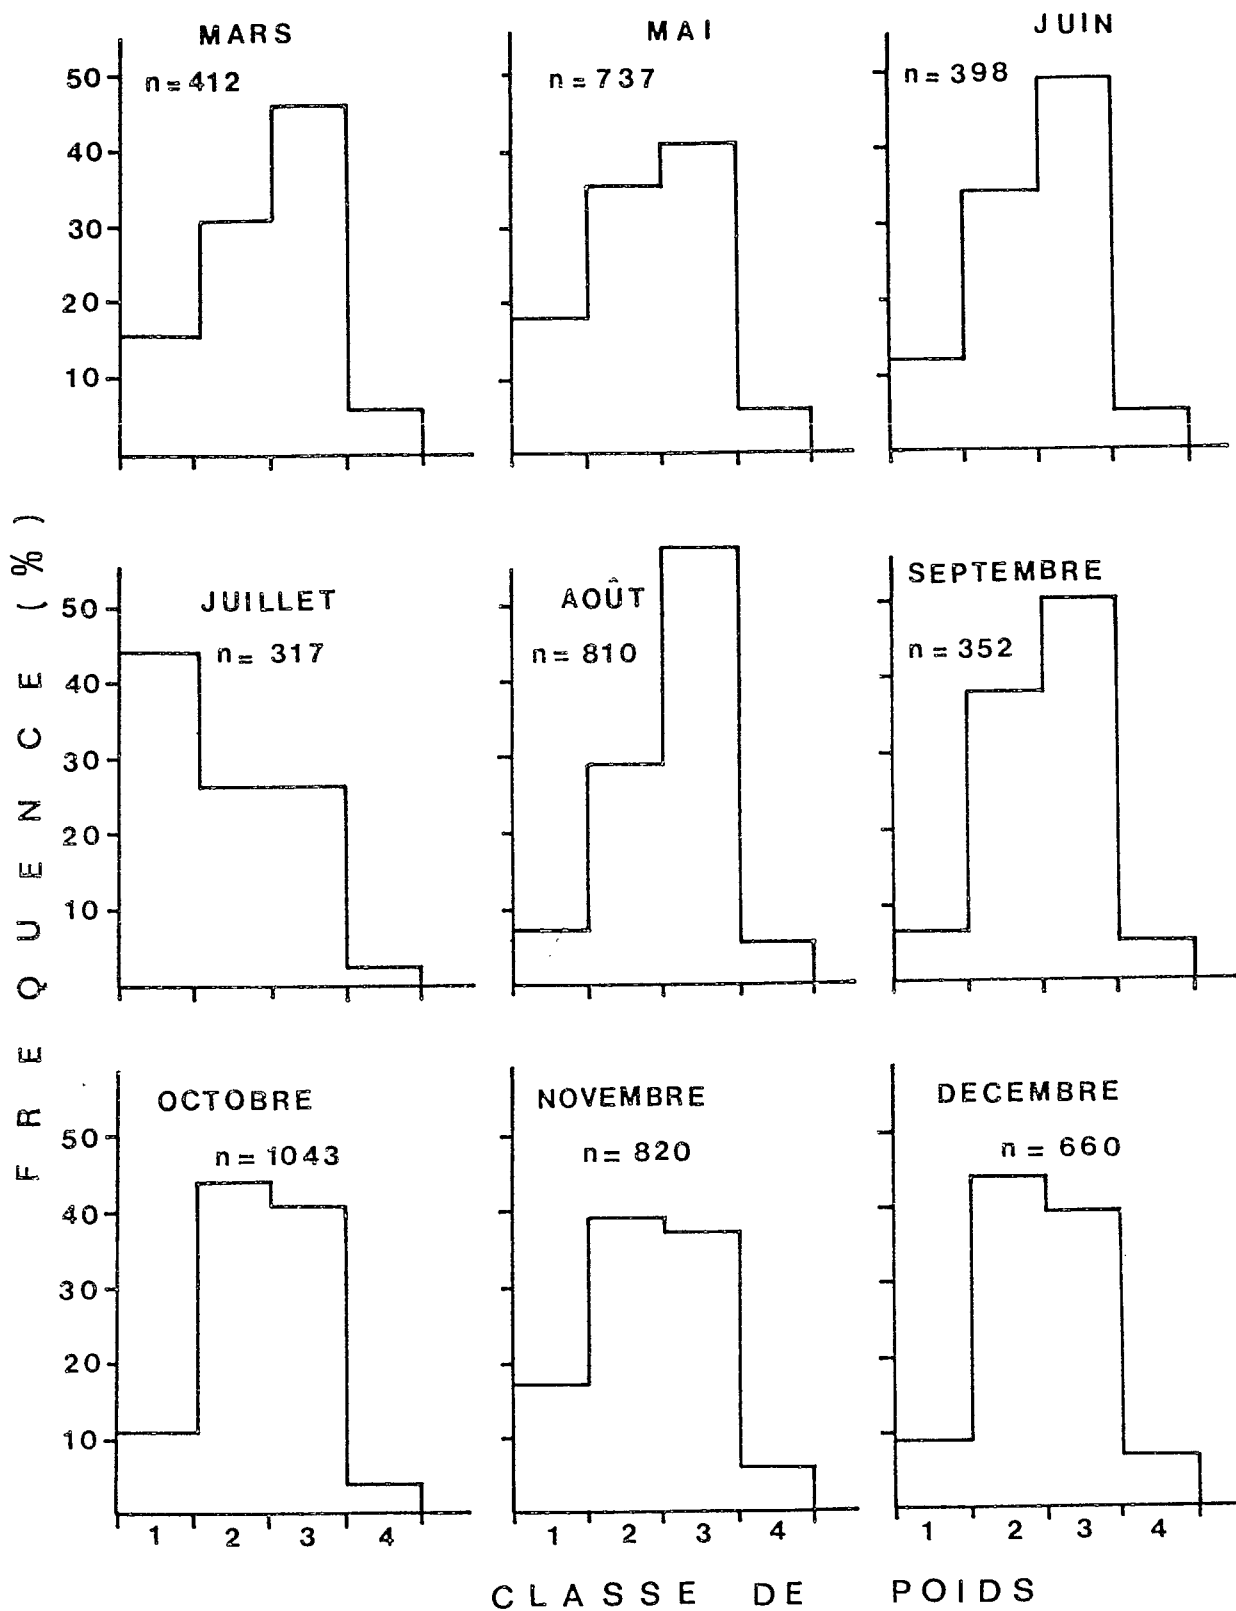 MARS
n=412
50
40
30
20
10
MAI
n=737
JUIN
n=398
FREQUENCE (%)
JUILLET
n= 317
50
40
30
20
10
AOÛT
n= 810
SEPTEMBRE
n= 352
OCTOBRE
n= 1043
50
40
30
20
10
1 2 3 4
NOVEMBRE
n= 820
1 2 3 4
DECEMBRE
n= 660
1 2 3 4
CLASSE DE POIDS